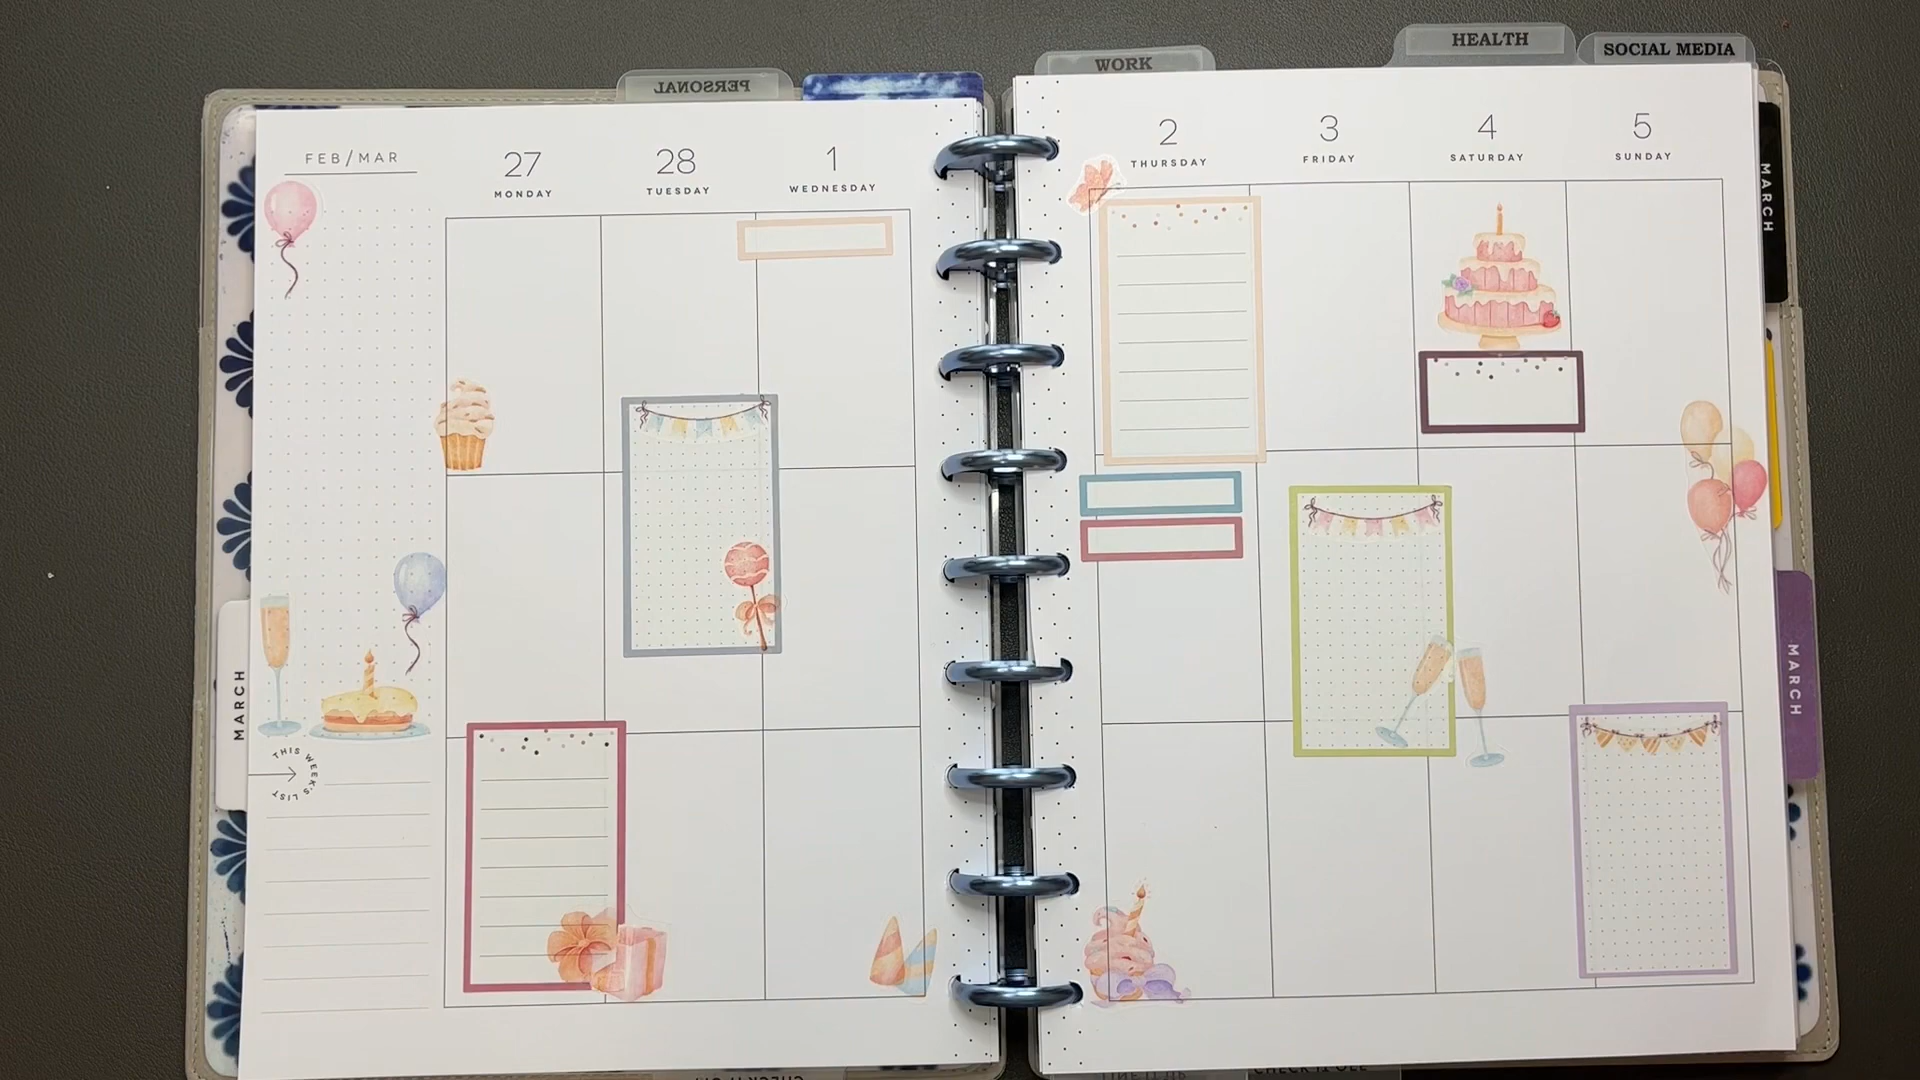 PERSONAL
WORK
HEALTH
SOCIAL MEDIA
FEB/MAR
27
MONDAY
28
TUESDAY
1
WEDNESDAY
2
THURSDAY
3
FRIDAY
4
SATURDAY
5
SUNDAY
MARCH
MARCH
MARCH
THIS WEEK'S LIST